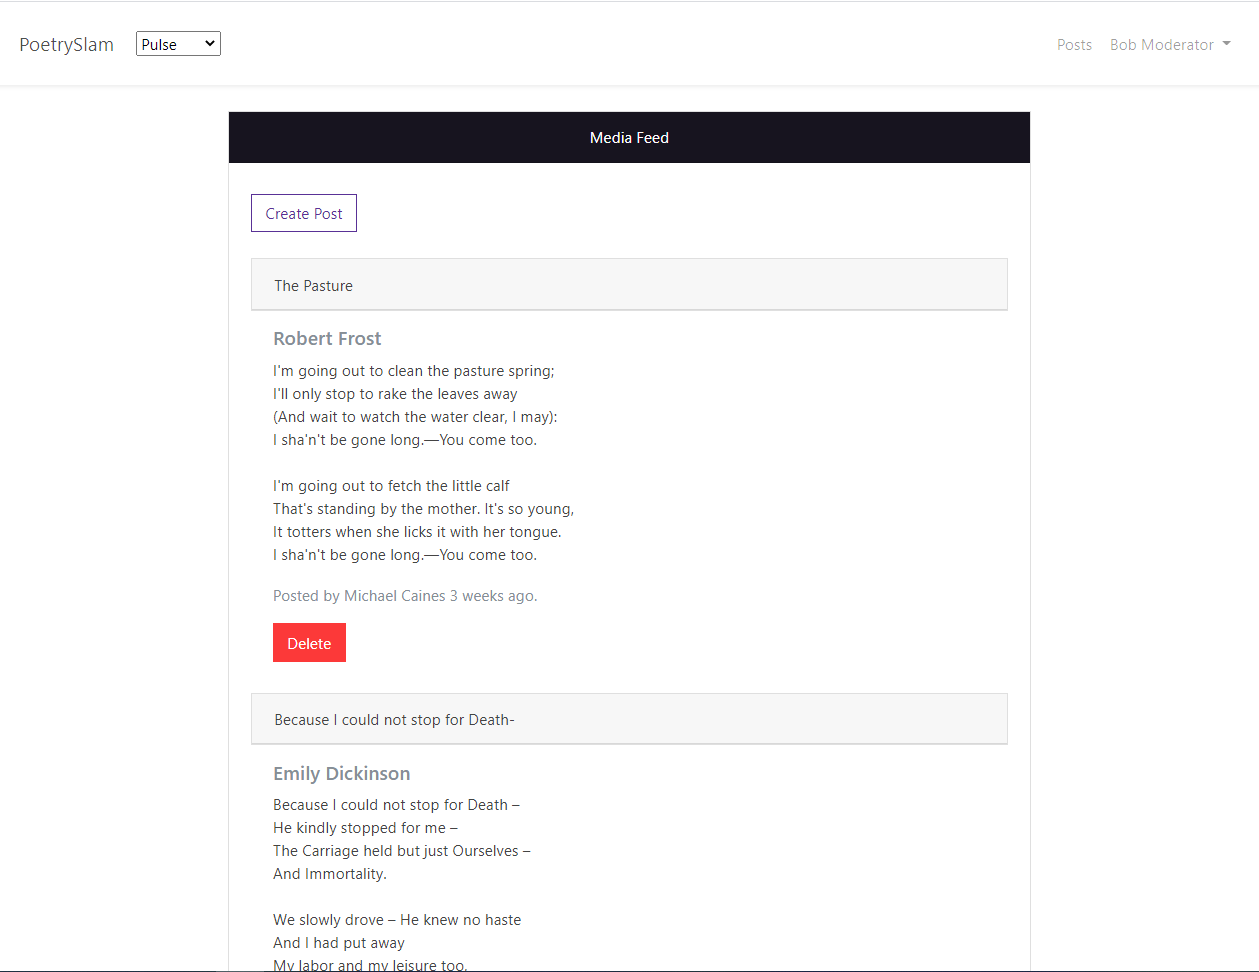 PoetrySlam Pulse Posts Bob Moderator
Media Feed
Create Post
The Pasture
Robert Frost
I'm going out to clean the pasture spring;
I'll only stop to rake the leaves away
(And wait to watch the water clear, I may):
I sha'n't be gone long.—You come too.
I'm going out to fetch the little calf
That's standing by the mother. It's so young,
It totters when she licks it with her tongue.
I sha'n't be gone long.—You come too.
Posted by Michael Caines 3 weeks ago.
Delete
Because I could not stop for Death-
Emily Dickinson
Because I could not stop for Death –
He kindly stopped for me –
The Carriage held but just Ourselves –
And Immortality.
We slowly drove – He knew no haste
And I had put away
My labor and my leisure too,